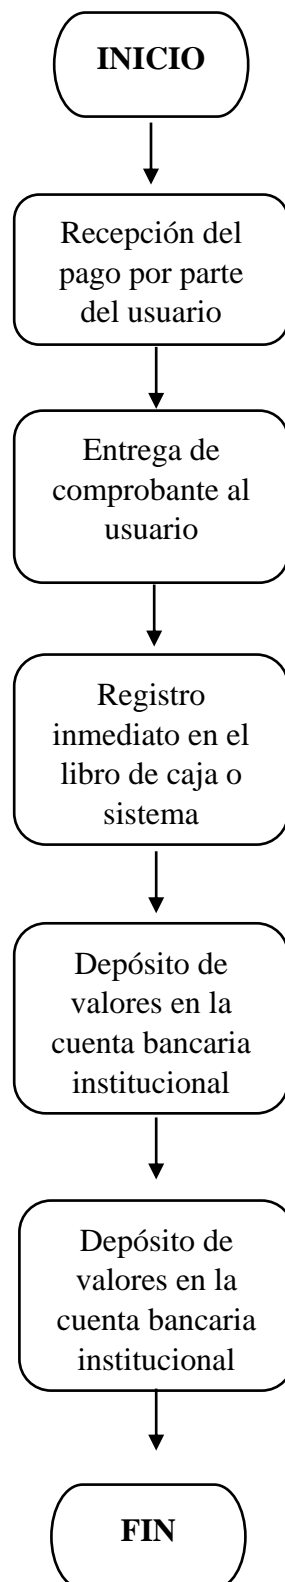 INICIO
Recepción del
pago por parte
del usuario
Entrega de
comprobante al
usuario
Registro
inmediato en el
libro de caja o
sistema
Depósito de
valores en la
cuenta bancaria
institucional
Depósito de
valores en la
cuenta bancaria
institucional
FIN